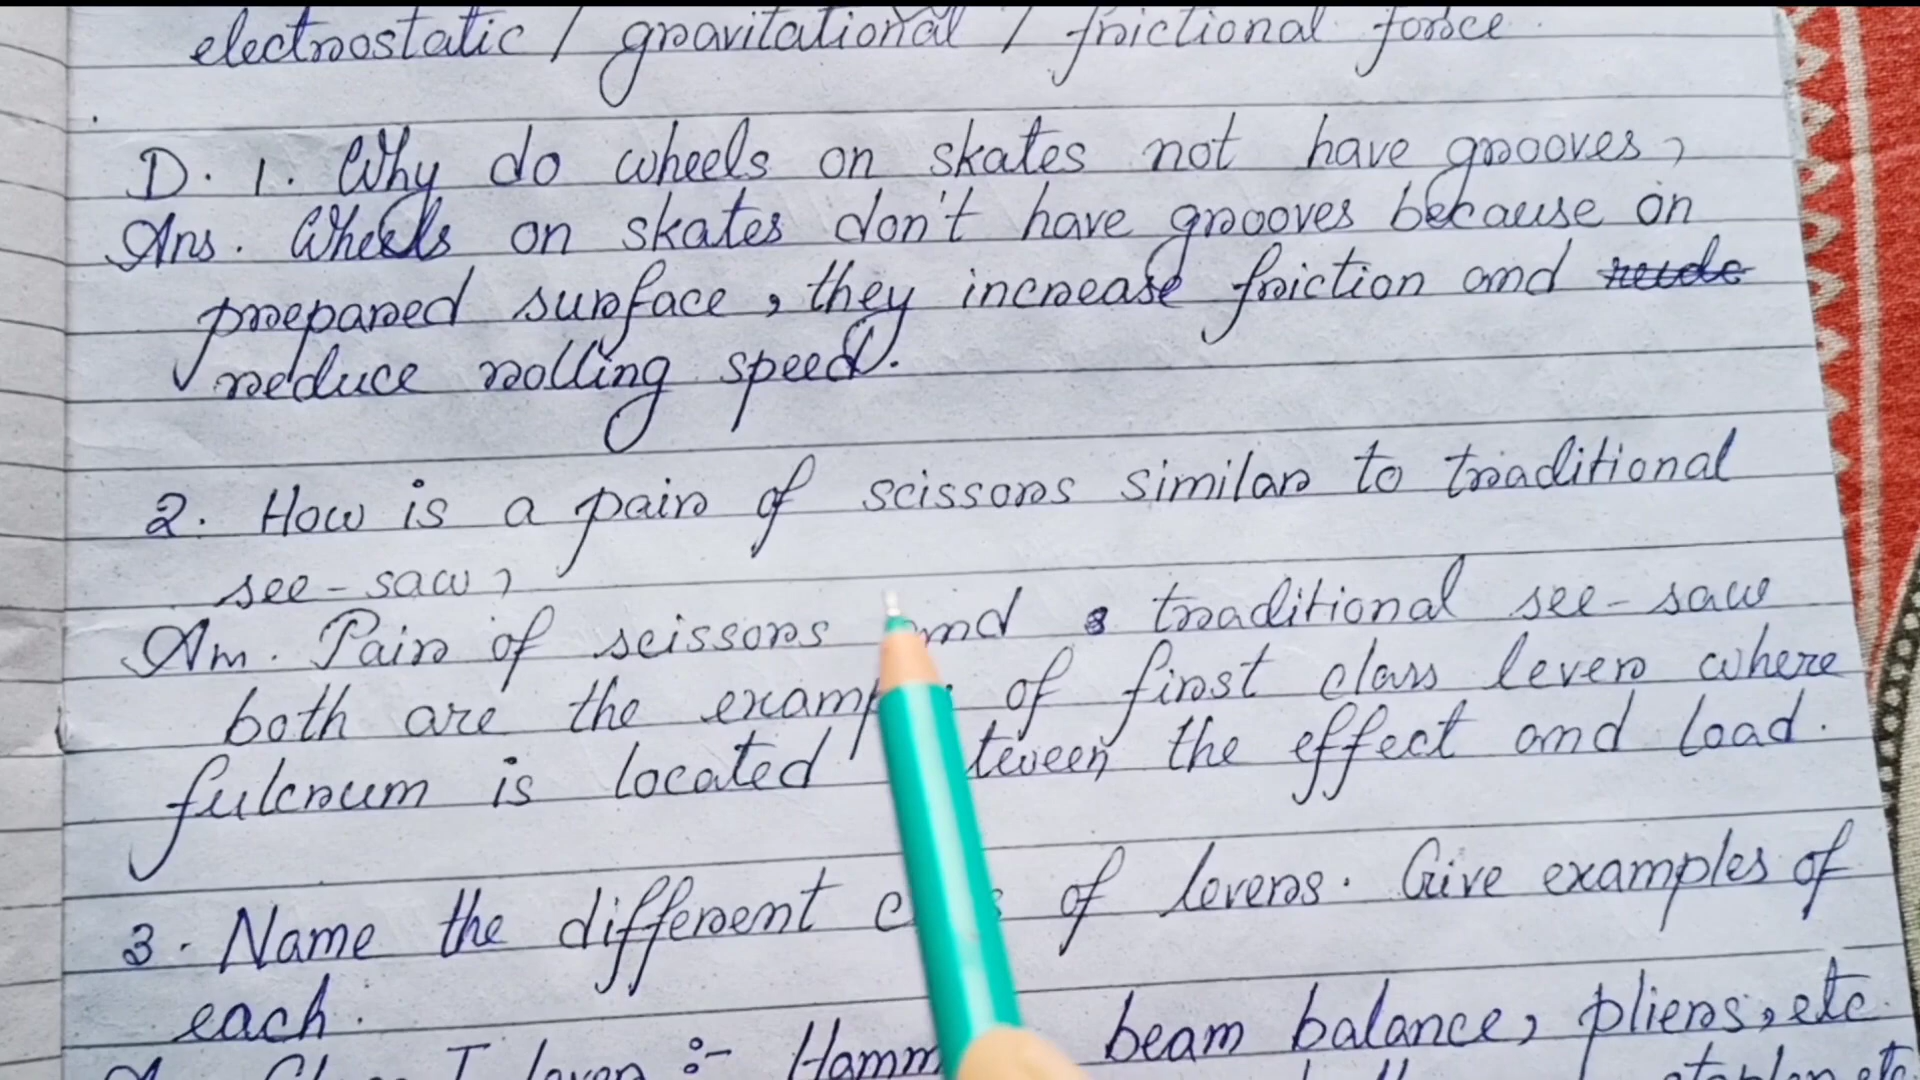 electrostatic / gravitational / frictional force.
D. 1. Why do wheels on skates not have grooves?
Ans. Wheels on skates don't have grooves because on
prepared surface, they increase friction and
reduce rolling speed.
2. How is a pair of scissors similar to traditional
see-saw?
Ans. Pair of scissors and traditional see-saw
both are the of first class lever where
fulcrum is located the effect and load.
3. Name the different of levers. Give examples of
each.
Class I lever :- beam balance, pliers, etc.
etc